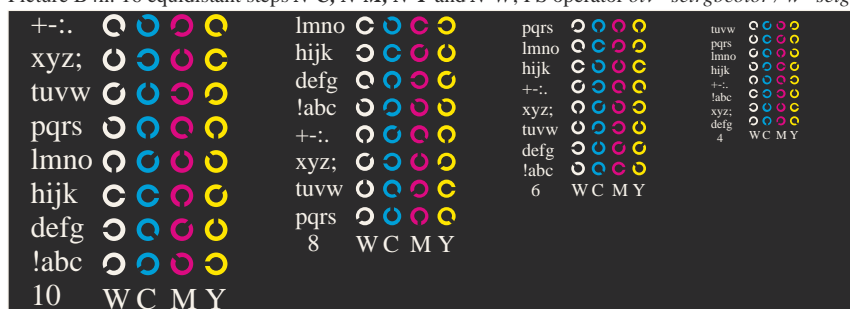 +-:.
xyz;
tuvw
pqrs
lmno
hijk
defg
!abc
10 W C M Y
lmno
hijk
defg
!abc
+-:.
xyz;
tuvw
pqrs
8 W C M Y
pqrs
lmno
hijk
+-:.
xyz;
tuvw
defg
!abc
6 W C M Y
tuvw
pqrs
lmno
hijk
+-:.
!abc
xyz;
defg
4 W C M Y